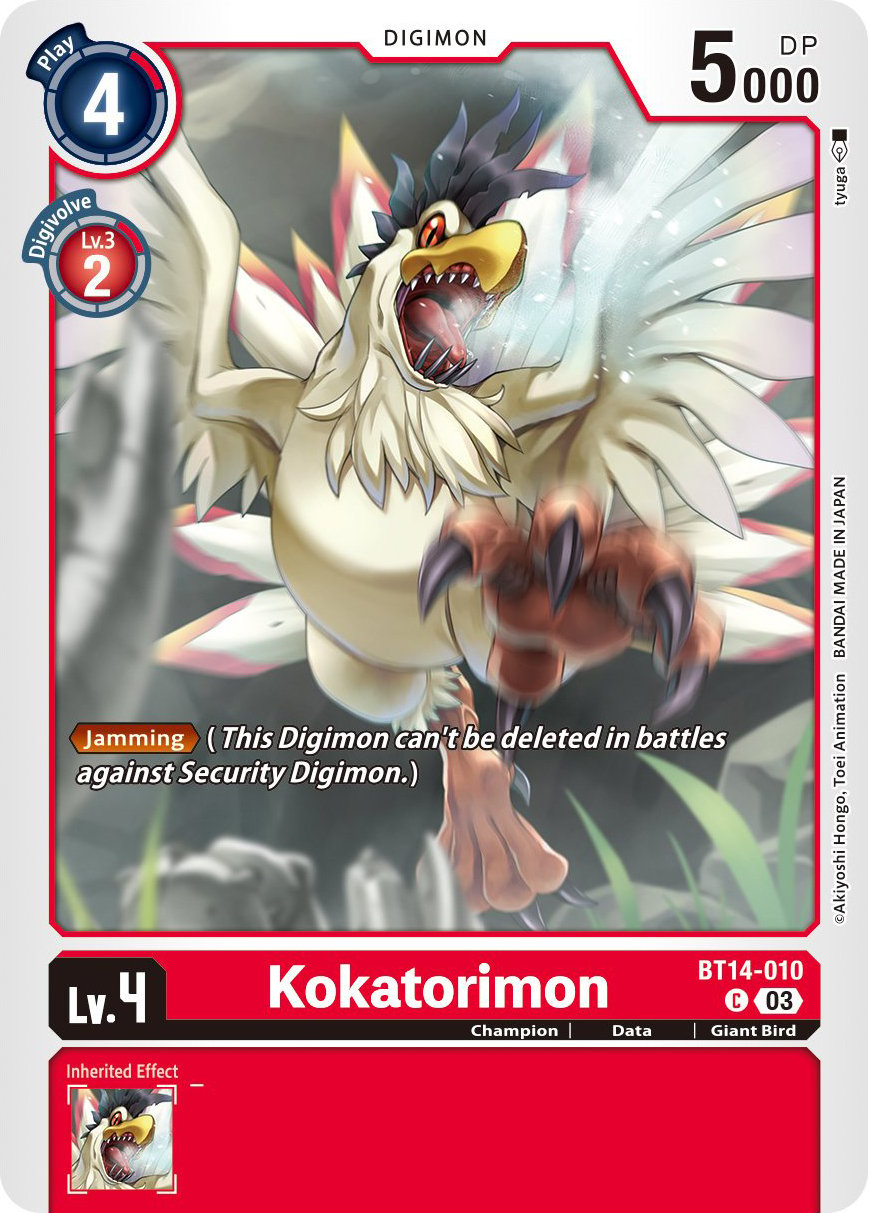 DIGIMON
Play
4
DP
5000
Digivolve
Lv.3
2
tyuga
Jamming (This Digimon can't be deleted in battles
against Security Digimon.)
©Akiyoshi Hongo, Toei Animation BANDAI MADE IN JAPAN
Lv.4
Kokatorimon
BT14-010
C 03
Champion | Data | Giant Bird
Inherited Effect –